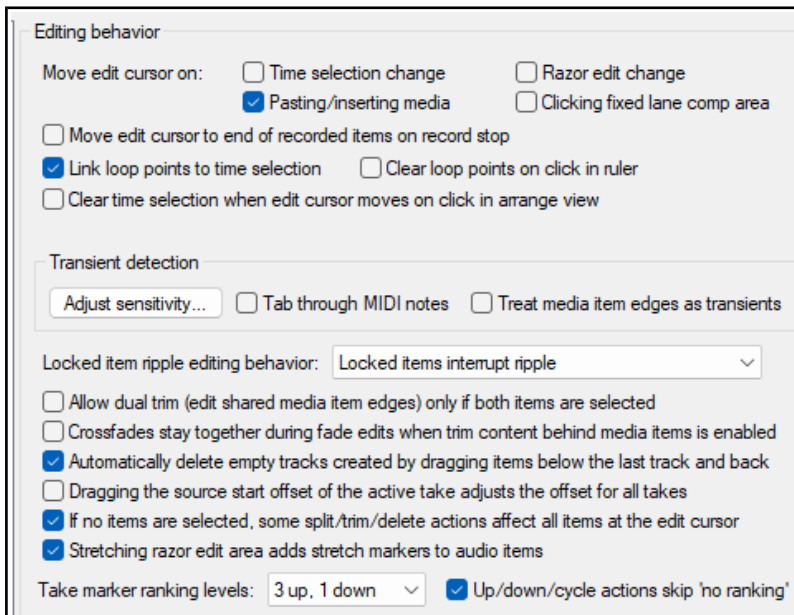 Editing behavior
Move edit cursor on: Time selection change Razor edit change
Pasting/inserting media Clicking fixed lane comp area
Move edit cursor to end of recorded items on record stop
Link loop points to time selection Clear loop points on click in ruler
Clear time selection when edit cursor moves on click in arrange view
Transient detection
Adjust sensitivity... Tab through MIDI notes Treat media item edges as transients
Locked item ripple editing behavior: Locked items interrupt ripple
Allow dual trim (edit shared media item edges) only if both items are selected
Crossfades stay together during fade edits when trim content behind media items is enabled
Automatically delete empty tracks created by dragging items below the last track and back
Dragging the source start offset of the active take adjusts the offset for all takes
If no items are selected, some split/trim/delete actions affect all items at the edit cursor
Stretching razor edit area adds stretch markers to audio items
Take marker ranking levels: 3 up, 1 down Up/down/cycle actions skip 'no ranking'